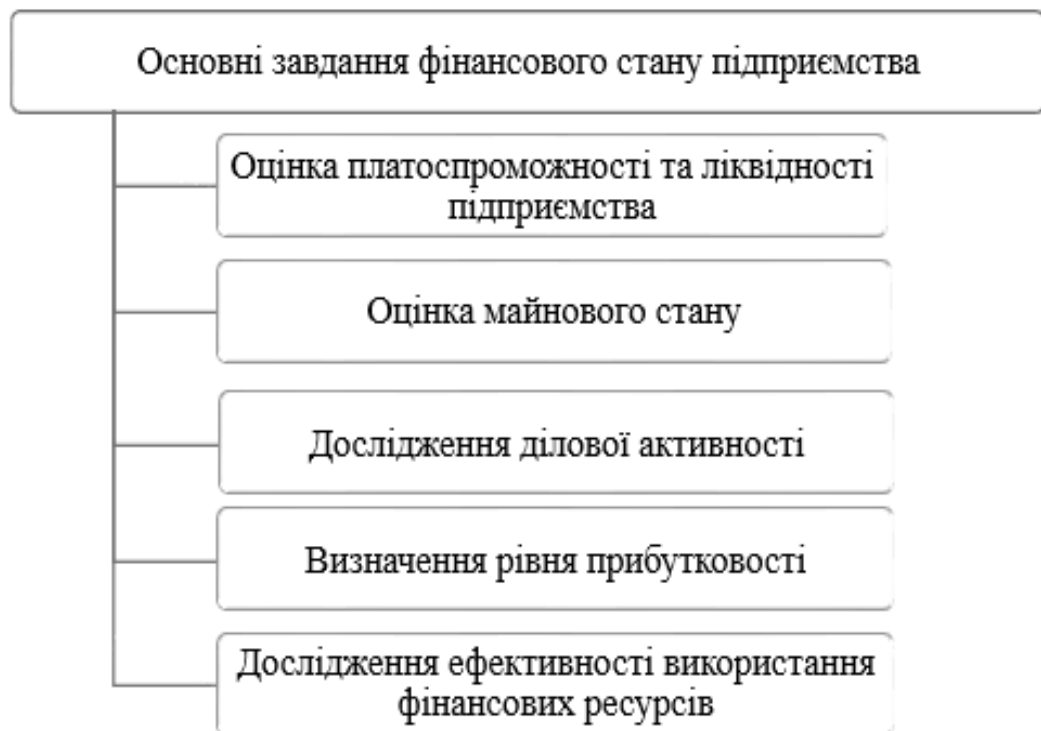 Основні завдання фінансового стану підприємства
Оцінка платоспроможності та ліквідності
підприємства
Оцінка майнового стану
Дослідження ділової активності
Визначення рівня прибутковості
Дослідження ефективності використання
фінансових ресурсів